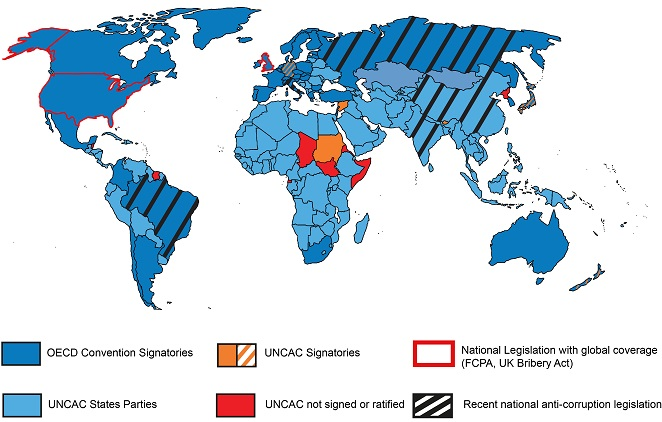 OECD Convention Signatories
UNCAC Signatories
National Legislation with global coverage
(FCPA, UK Bribery Act)
UNCAC States Parties
UNCAC not signed or ratified
Recent national anti-corruption legislation